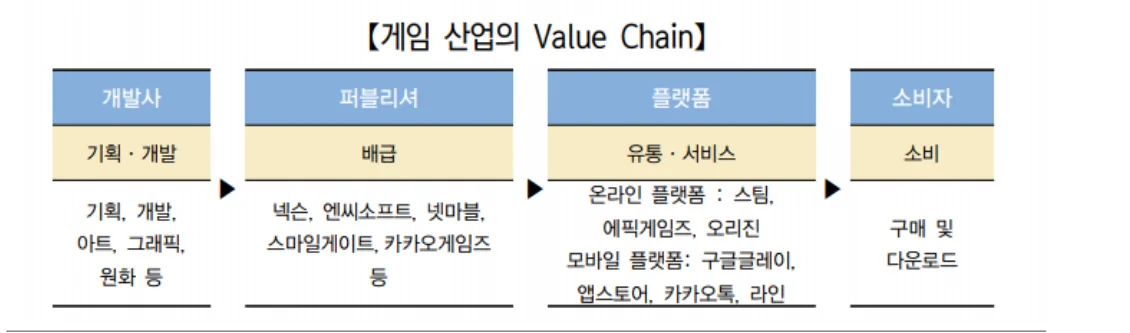 【게임 산업의 Value Chain】
개발사
기획·개발
기획, 개발,
아트, 그래픽,
원화 등
▶
퍼블리셔
배급
넥슨, 엔씨소프트, 넷마블,
스마일게이트, 카카오게임즈
등
▶
플랫폼
유통·서비스
온라인 플랫폼 : 스팀,
에픽게임즈, 오리진
모바일 플랫폼: 구글글레이,
앱스토어, 카카오톡, 라인
▶
소비자
소비
구매 및
다운로드